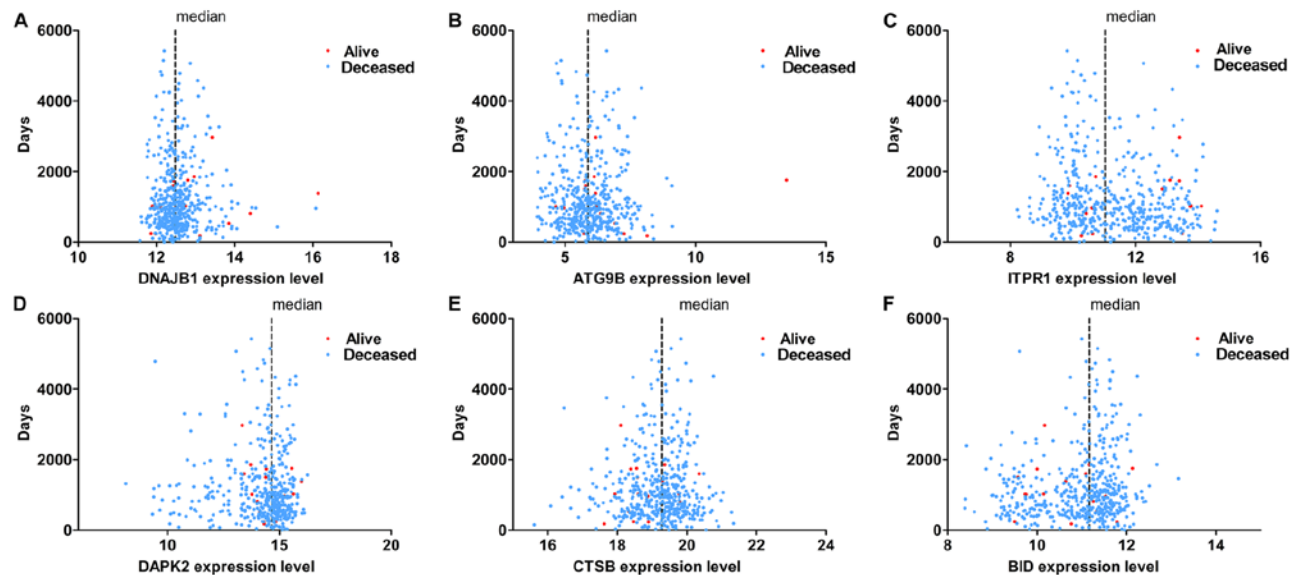 A
median
6000
4000
2000
0
Days
Alive
Deceased
10
12
14
16
18
DNAJB1 expression level
B
median
6000
4000
2000
0
Days
Alive
Deceased
5
10
15
ATG9B expression level
C
median
6000
4000
2000
0
Days
Alive
Deceased
6
8
10
12
14
16
ITPR1 expression level
D
median
6000
4000
2000
0
Days
Alive
Deceased
10
15
20
DAPK2 expression level
E
median
6000
4000
2000
0
Days
Alive
Deceased
16
18
20
22
24
CTSB expression level
F
median
6000
4000
2000
0
Days
Alive
Deceased
8
10
12
14
BID expression level